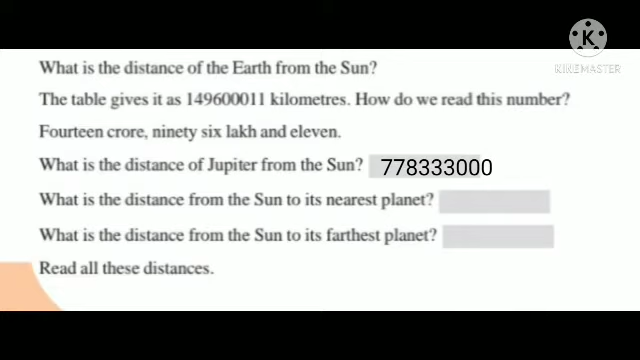 K
KINEMASTER
What is the distance of the Earth from the Sun?
The table gives it as 149600011 kilometres. How do we read this number?
Fourteen crore, ninety six lakh and eleven.
What is the distance of Jupiter from the Sun? 778333000
What is the distance from the Sun to its nearest planet?
What is the distance from the Sun to its farthest planet?
Read all these distances.